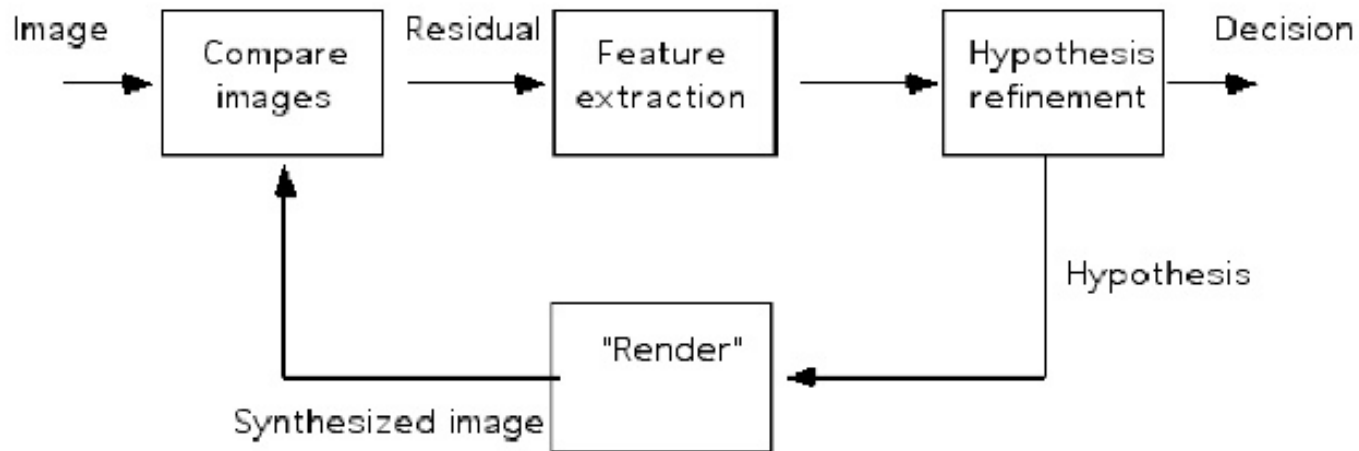 Image
Compare
images
Residual
Feature
extraction
Hypothesis
refinement
Decision
Hypothesis
"Render"
Synthesized image